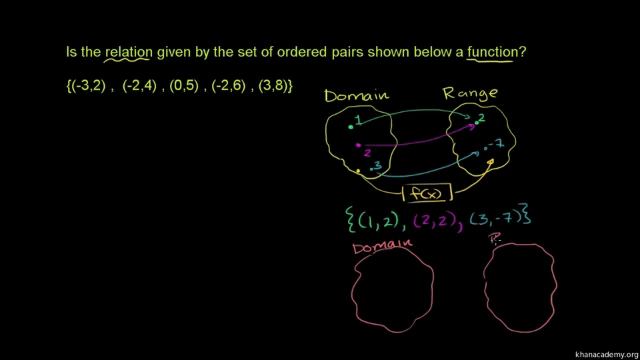 Is the relation given by the set of ordered pairs shown below a function?
{(-3,2) , (-2,4) , (0,5) , (-2,6) , (3,8)}
Domain Range
1 2
2 -7
3
f(x)
{(1,2), (2,2), (3,-7)}
Domain R
khanacademy.org